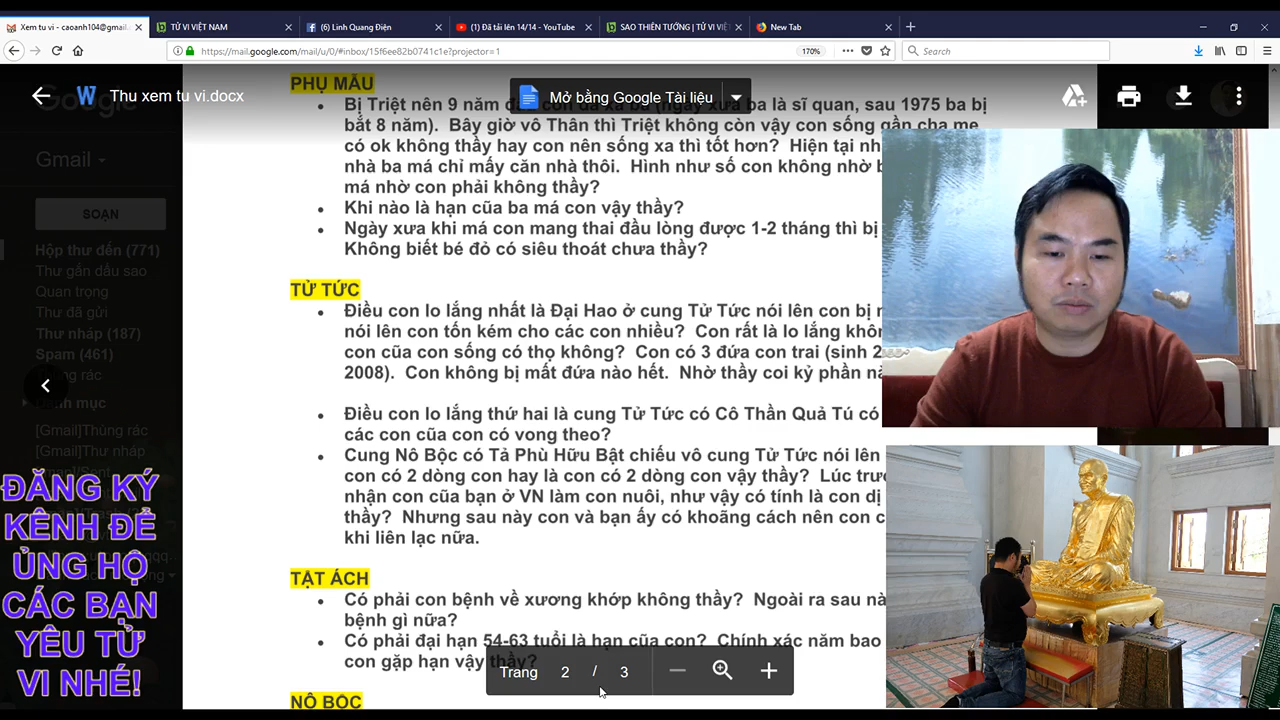 Xem tu vi - caoanh104@gmail.
TỬ VI VIỆT NAM
(6) Linh Quang Điện
(1) Đã tải lên 14/14 - YouTube
SAO THIÊN TƯỚNG | TỬ VI VIỆT
New Tab
https://mail.google.com/mail/u/0/#inbox/15f6ee82b0741c1e?projector=1
170%
Search
Thu xem tu vi.docx
Mở bằng Google Tài liệu
Gmail
SOẠN
Hộp thư đến (771)
Thư gắn dấu sao
Quan trọng
Thư đã gửi
Thư nháp (187)
Spam (461)
Thùng rác
Danh mục
[Gmail]Thùng rác
[Gmail]Thư nháp
PHỤ MẪU
Bị Triệt nên 9 năm ba là sĩ quan, sau 1975 ba bị
bắt 8 năm). Bây giờ vô Thân thì Triệt không còn vậy con sống gần cha mẹ
có ok không thầy hay con nên sống xa thì tốt hơn? Hiện tại
nhà ba má chỉ mấy căn nhà thôi. Hình như số con không nhờ
má nhờ con phải không thầy?
Khi nào là hạn cũa ba má con vậy thầy?
Ngày xưa khi má con mang thai đầu lòng được 1-2 tháng thì bị
Không biết bé đỏ có siêu thoát chưa thầy?
TỬ TỨC
Điều con lo lắng nhất là Đại Hao ở cung Tử Tức nói lên con bị
nói lên con tốn kém cho các con nhiều? Con rất là lo lắng
con của con sống có thọ không? Con có 3 đứa con trai (sinh
2008). Con không bị mất đứa nào hết. Nhờ thầy coi kỷ phần
Điều con lo lắng thứ hai là cung Tử Tức có Cô Thần Quả Tú có
các con của con có vong theo?
Cung Nô Bộc có Tả Phù Hữu Bật chiếu vô cung Tử Tức nói lên
con có 2 dòng con hay là con có 2 dòng con vậy thầy? Lúc
nhận con của bạn ở VN làm con nuôi, như vậy có tính là con dị
thầy? Nhưng sau này con và bạn ấy có khoãng cách nên con
khi liên lạc nữa.
TẬT ÁCH
Có phải con bệnh về xương khớp không thầy? Ngoài ra sau
bệnh gì nữa?
Có phải đại hạn 54-63 tuổi là hạn cũa con? Chính xác năm bao
con gặp hạn vậy thầy?
NÔ BỘC
Trang 2 / 3
ĐĂNG KÝ
KÊNH ĐỂ
ỦNG HỘ
CÁC BẠN
YÊU TỬ
VI NHÉ!